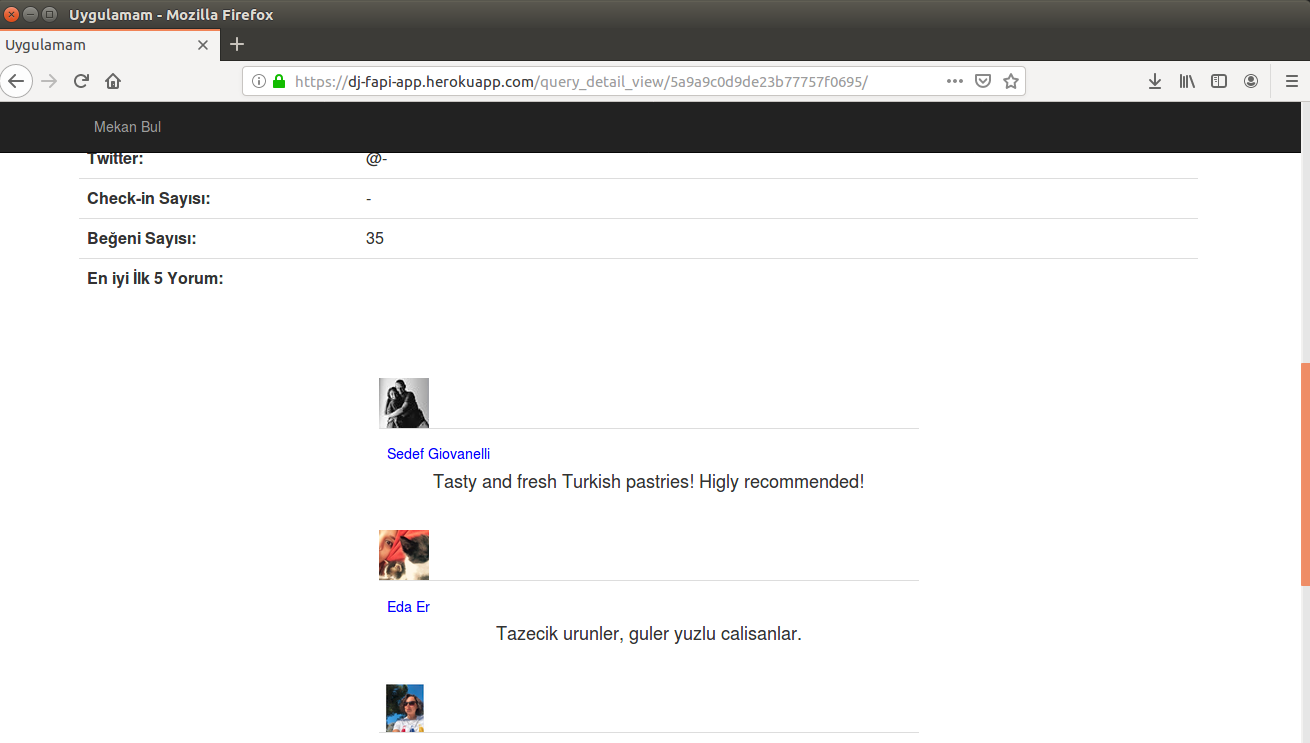 Uygulamam - Mozilla Firefox
Uygulamam
https://dj-fapi-app.herokuapp.com/query_detail_view/5a9a9c0d9de23b77757f0695/
Mekan Bul
Twitter: @-
Check-in Sayısı: -
Beğeni Sayısı: 35
En iyi İlk 5 Yorum:
Sedef Giovanelli
Tasty and fresh Turkish pastries! Higly recommended!
Eda Er
Tazecik urunler, guler yuzlu calisanlar.